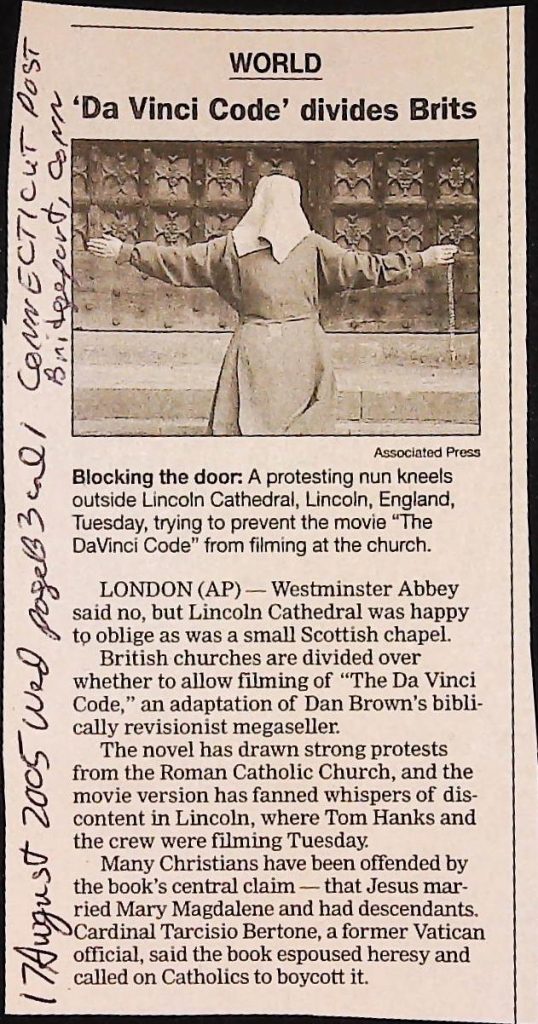 WORLD
'Da Vinci Code' divides Brits
Associated Press
Blocking the door: A protesting nun kneels
outside Lincoln Cathedral, Lincoln, England,
Tuesday, trying to prevent the movie “The
DaVinci Code” from filming at the church.
LONDON (AP) — Westminster Abbey
said no, but Lincoln Cathedral was happy
to oblige as was a small Scottish chapel.
British churches are divided over
whether to allow filming of “The Da Vinci
Code,” an adaptation of Dan Brown's bibli-
cally revisionist megaseller.
The novel has drawn strong protests
from the Roman Catholic Church, and the
movie version has fanned whispers of dis-
content in Lincoln, where Tom Hanks and
the crew were filming Tuesday.
Many Christians have been offended by
the book's central claim — that Jesus mar-
ried Mary Magdalene and had descendants.
Cardinal Tarcisio Bertone, a former Vatican
official, said the book espoused heresy and
called on Catholics to boycott it.
17 August 2005 Wed page B3 col 1 CONNECTICUT POST
Bridgeport, Conn